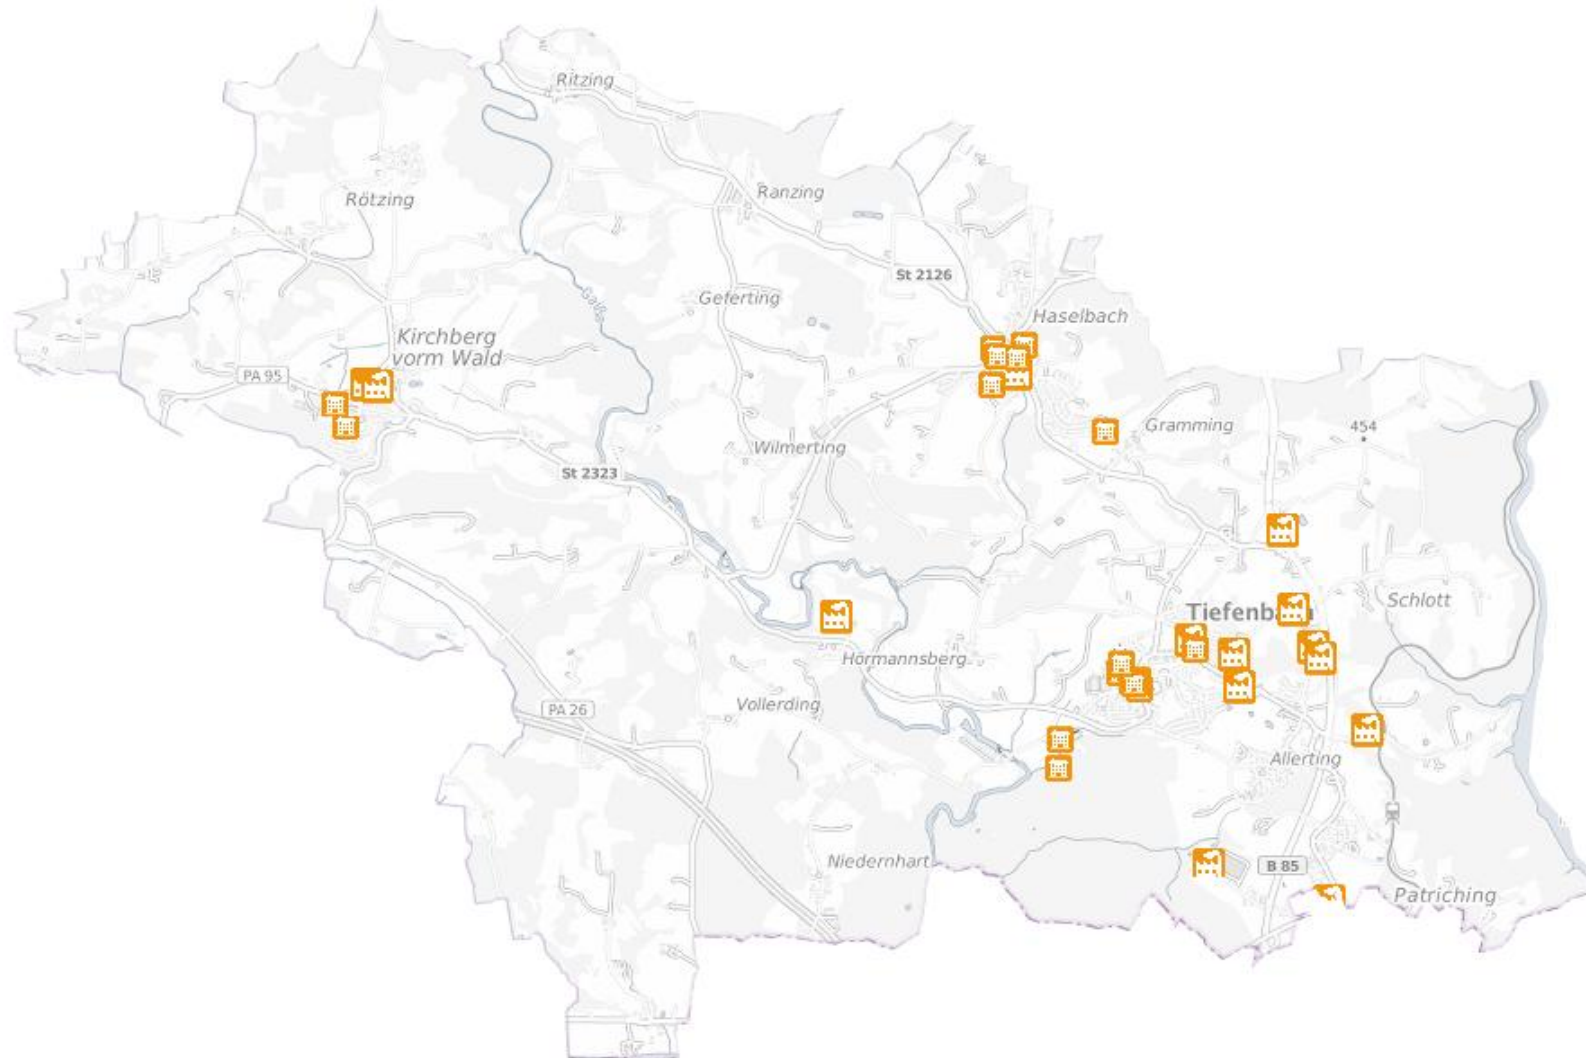 Ritzing
Ranzing
Rötzing
St 2126
Geferting
Haselbach
Kirchberg
vorm Wald
PA 95
Gramming
454
Wilmerting
St 2323
Schlott
Hörmannsberg
Vollerding
PA 26
Allerting
Niedernhart
B 85
Patriching